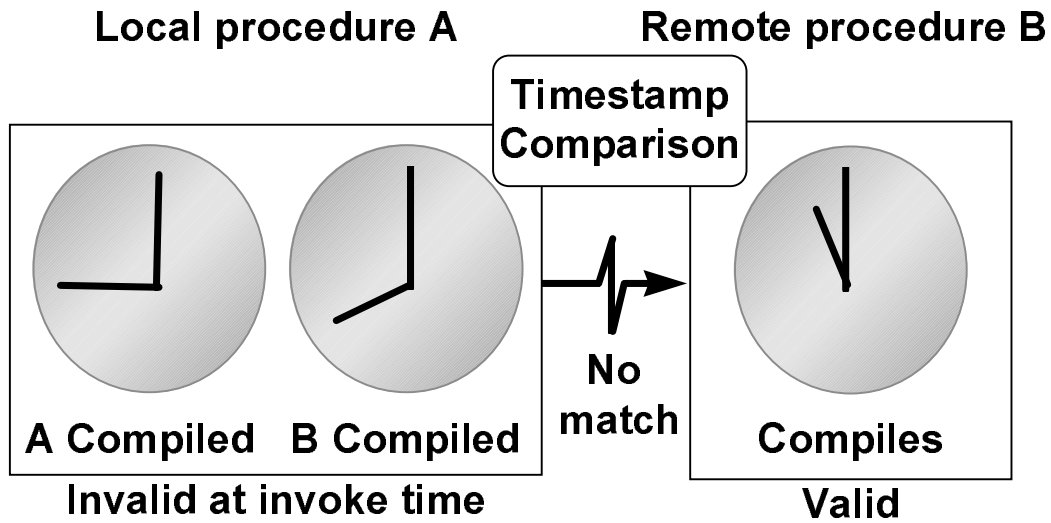 Local procedure A
Remote procedure B
Timestamp
Comparison
No
match
A Compiled
B Compiled
Compiles
Invalid at invoke time
Valid